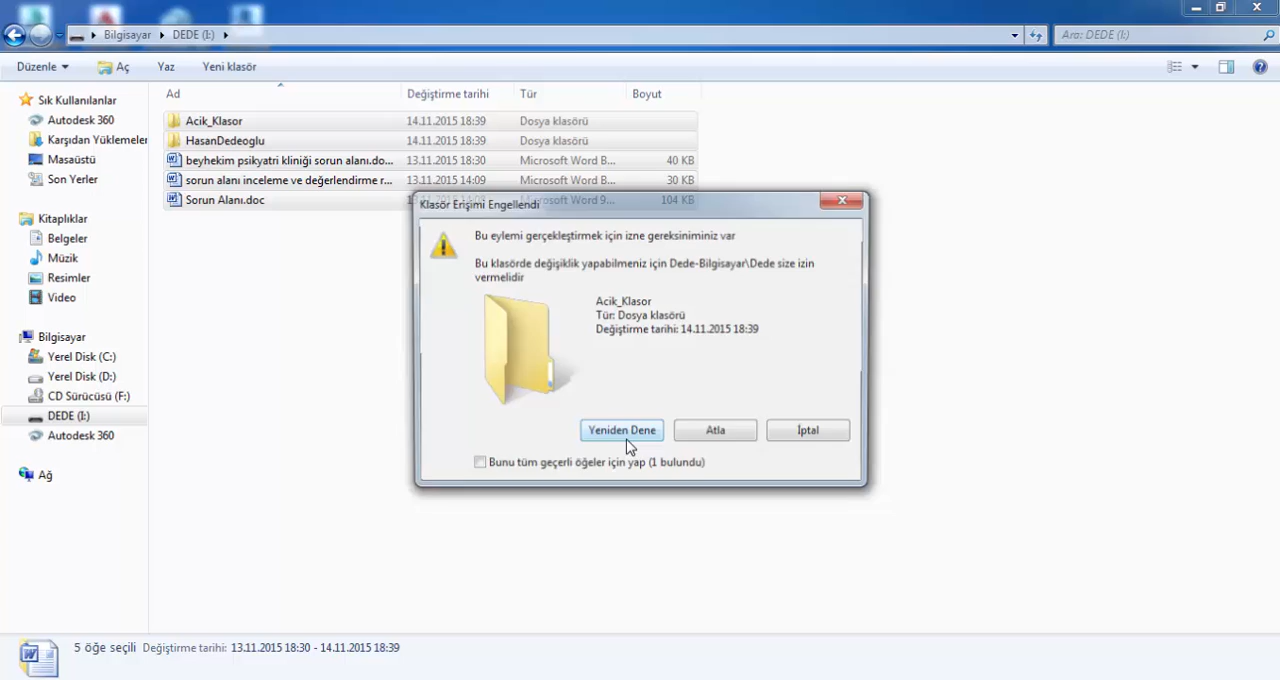 Bilgisayar DEDE (I:)
Ara: DEDE (I:)
Düzenle Aç Yaz Yeni klasör
Ad Değiştirme tarihi Tür Boyut
Acik_Klasor 14.11.2015 18:39 Dosya klasörü
HasanDedeoglu 14.11.2015 18:39 Dosya klasörü
beyhekim psikyatri kliniği sorun alanı.do... 13.11.2015 18:30 Microsoft Word B... 40 KB
sorun alanı inceleme ve değerlendirme r... 13.11.2015 14:09 Microsoft Word B... 30 KB
Sorun Alanı.doc Microsoft Word 9... 104 KB
Sık Kullanılanlar
Autodesk 360
Karşıdan Yüklemeler
Masaüstü
Son Yerler
Kitaplıklar
Belgeler
Müzik
Resimler
Video
Bilgisayar
Yerel Disk (C:)
Yerel Disk (D:)
CD Sürücüsü (F:)
DEDE (I:)
Autodesk 360
Ağ
Klasör Erişimi Engellendi
Bu eylemi gerçekleştirmek için izne gereksiniminiz var
Bu klasörde değişiklik yapabilmeniz için Dede-Bilgisayar\Dede size izin
vermelidir
Acik_Klasor
Tür: Dosya klasörü
Değiştirme tarihi: 14.11.2015 18:39
Yeniden Dene Atla İptal
Bunu tüm geçerli öğeler için yap (1 bulundu)
5 öğe seçili Değiştirme tarihi: 13.11.2015 18:30 - 14.11.2015 18:39